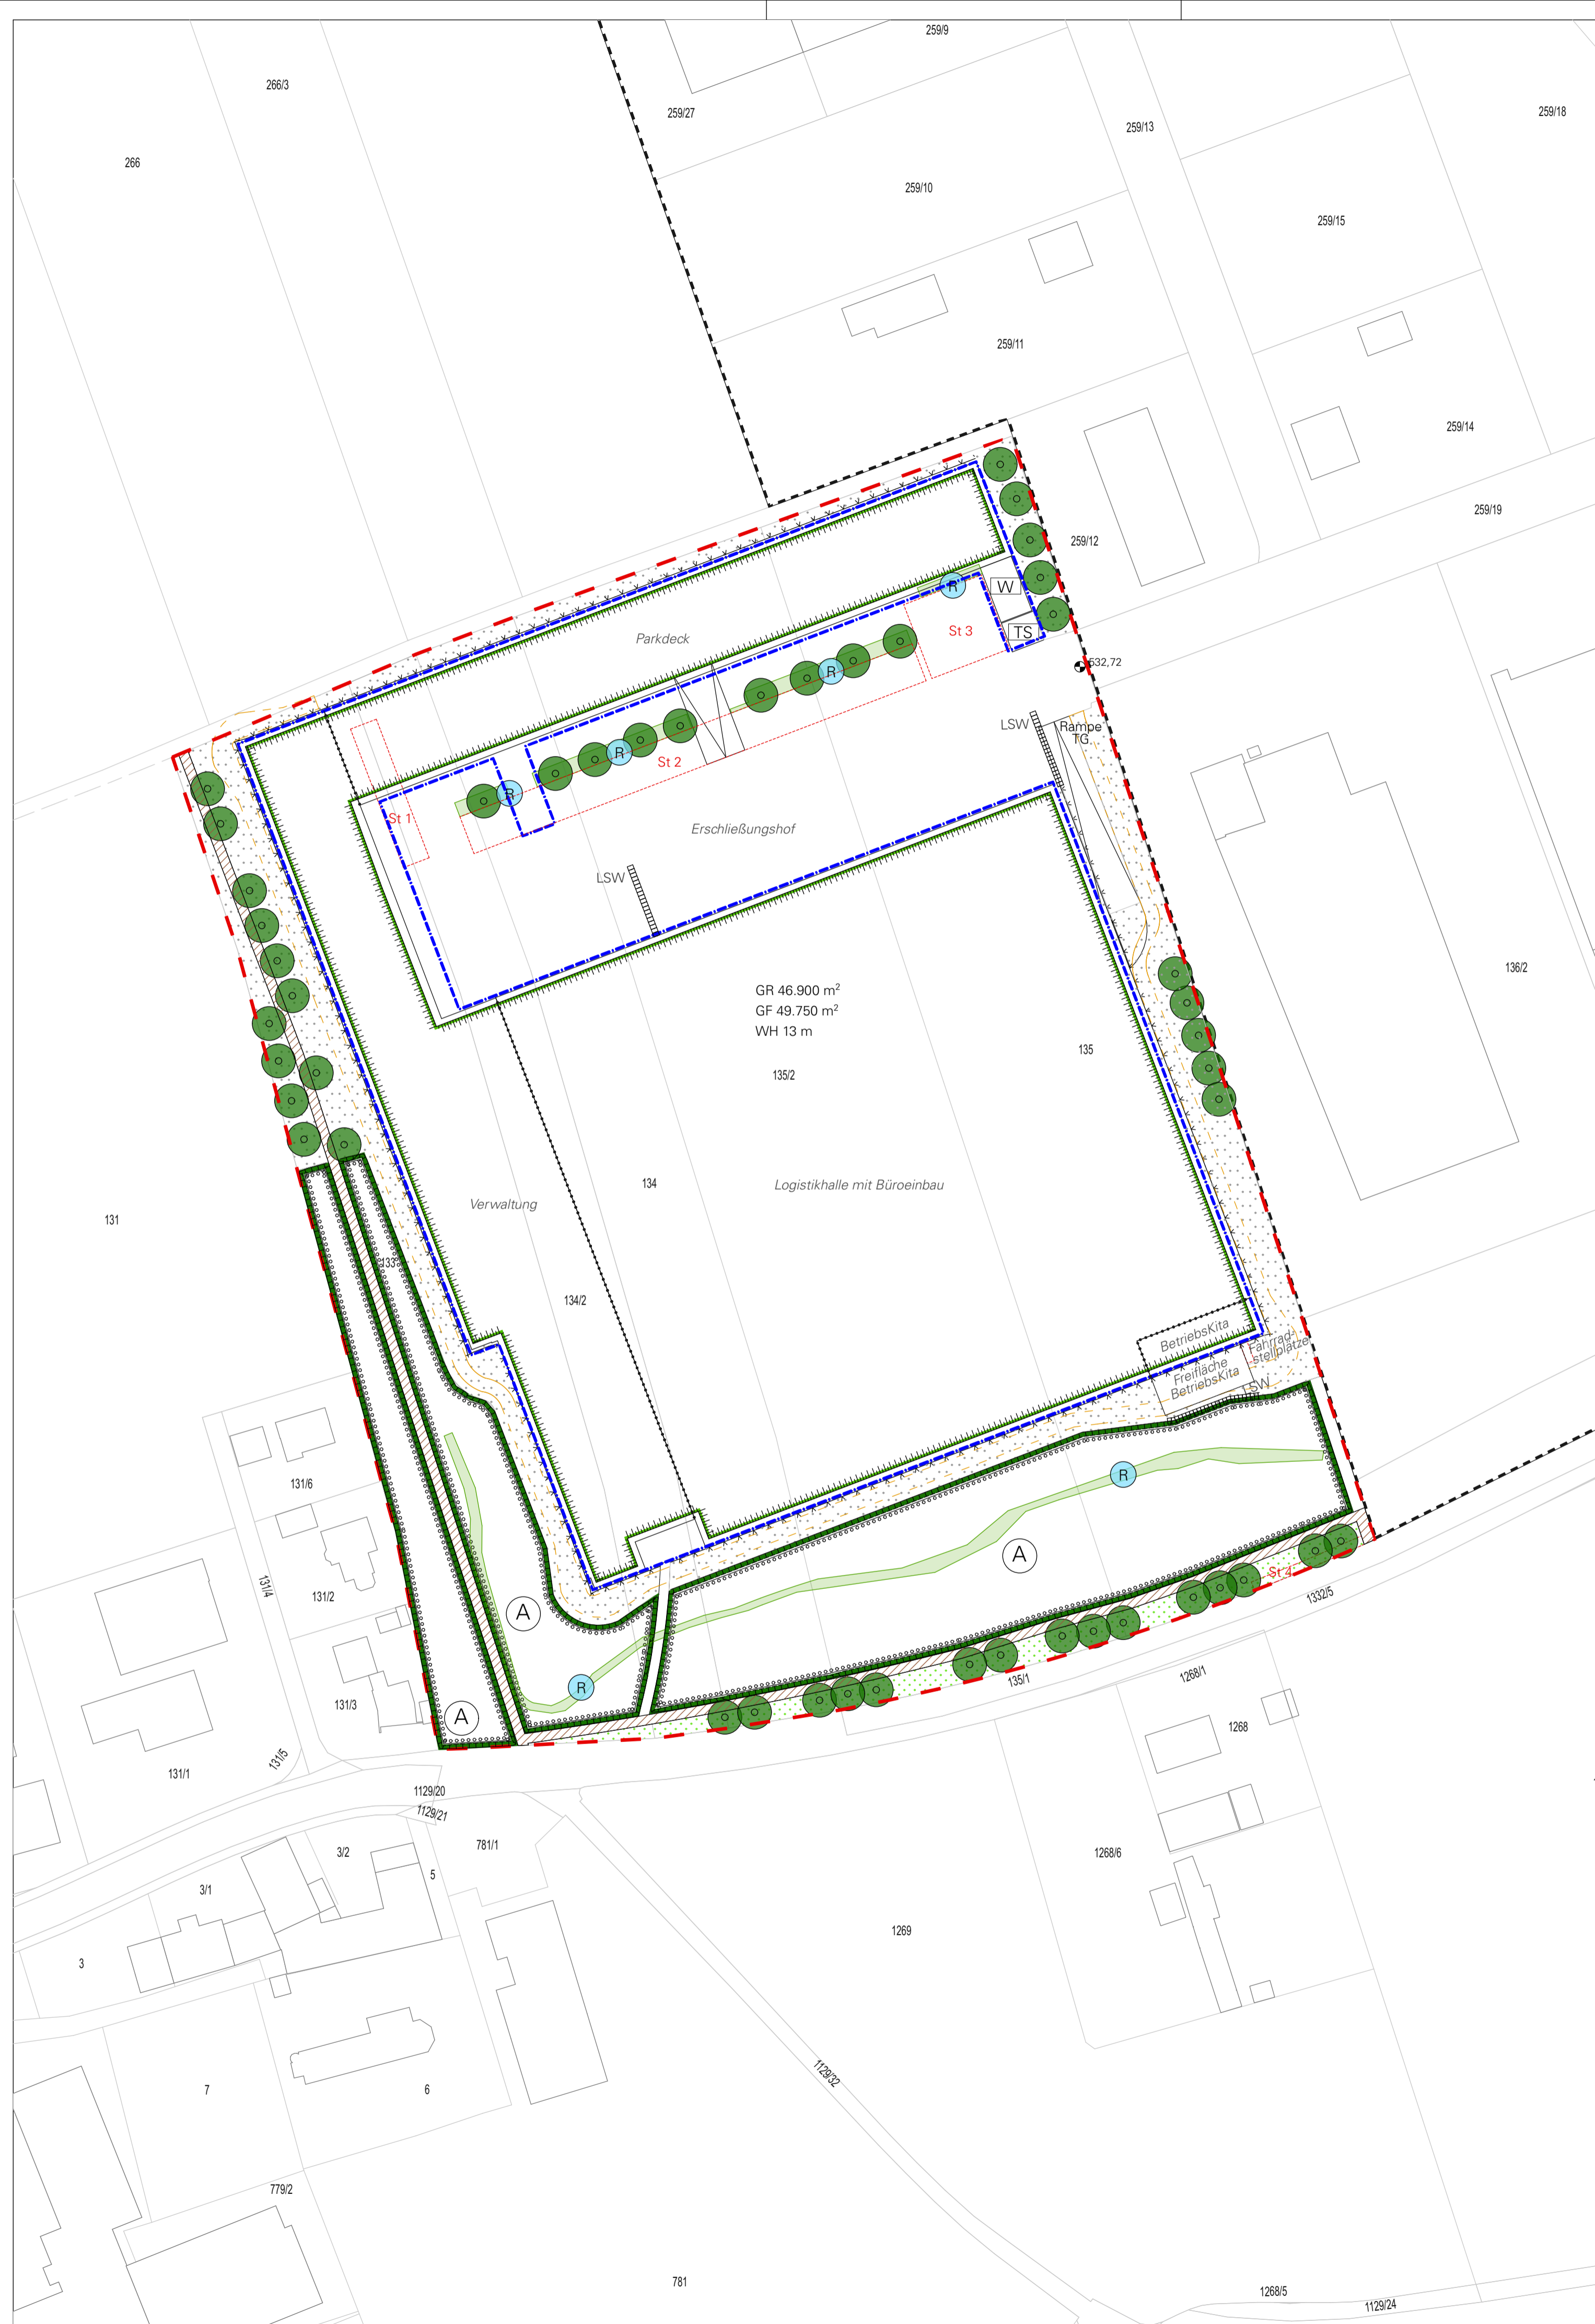 259/9
266/3
259/27
259/18
259/13
266
259/10
259/15
259/11
259/14
259/19
259/12
R
W
TS
St 3
Parkdeck
532,72
R
LSW
Rampe
TG
R
St 2
R
St 1
Erschließungshof
LSW
136/2
GR 46.900 m²
GF 49.750 m²
WH 13 m
135
135/2
134
Logistikhalle mit Büroeinbau
Verwaltung
131
133
134/2
BetriebsKita
Fahrrad-
stellplätze
Freifläche
BetriebsKita
LSW
R
131/6
A
St 4
131/4
131/2
1332/5
A
R
135/1
1268/1
131/3
A
1268
131/5
131/1
1129/20
1129/21
781/1
3/2
1268/6
5
3/1
1269
3
1129/32
7
6
779/2
781
1268/5
1129/24